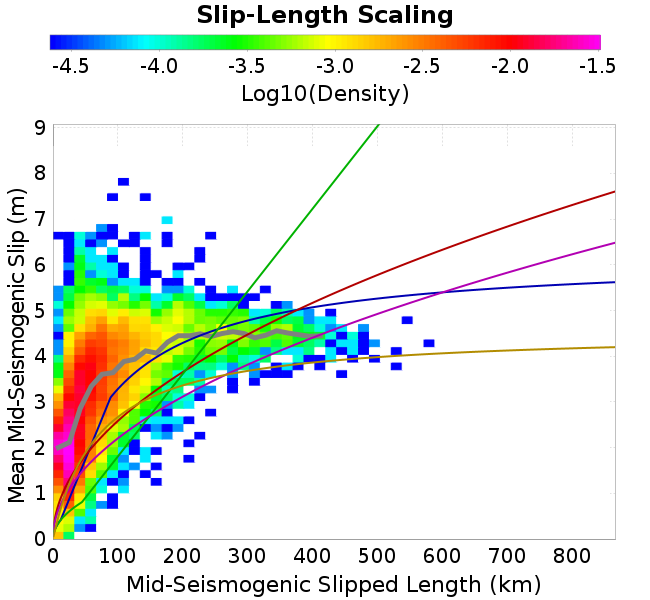 Slip-Length Scaling
-4.5 -4.0 -3.5 -3.0 -2.5 -2.0 -1.5
Log10(Density)
Mean Mid-Seismogenic Slip (m)
9
8
7
6
5
4
3
2
1
0
0 100 200 300 400 500 600 700 800
Mid-Seismogenic Slipped Length (km)